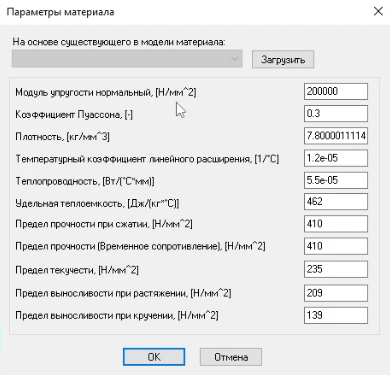 Параметры материала
На основе существующего в модели материала:
Загрузить
Модуль упругости нормальный, [Н/мм^2] 200000
Коэффициент Пуассона, [-] 0.3
Плотность, [кг/мм^3] 7.8000011114
Температурный коэффициент линейного расширения, [1/°C] 1.2e-05
Теплопроводность, [Вт/(°C*мм)] 5.5e-05
Удельная теплоемкость, [Дж/(кг*°C)] 462
Предел прочности при сжатии, [Н/мм^2] 410
Предел прочности (Временное сопротивление), [Н/мм^2] 410
Предел текучести, [Н/мм^2] 235
Предел выносливости при растяжении, [Н/мм^2] 209
Предел выносливости при кручении, [Н/мм^2] 139
OK Отмена